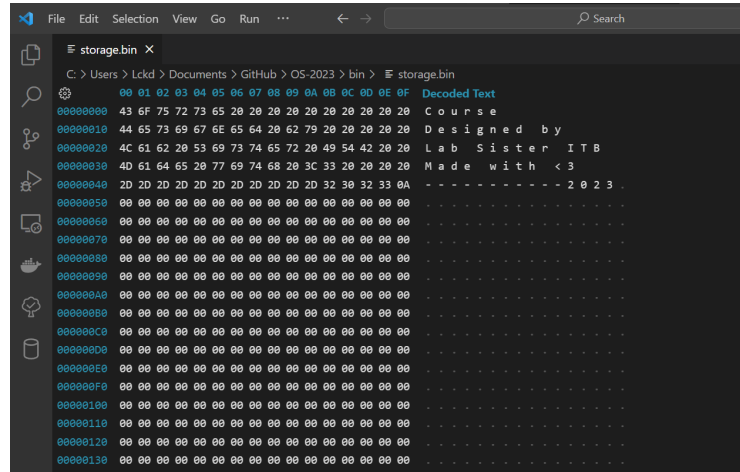 File Edit Selection View Go Run ··· ← → Search
storage.bin ×
C: > Users > Lckd > Documents > GitHub > OS-2023 > bin > storage.bin
00 01 02 03 04 05 06 07 08 09 0A 0B 0C 0D 0E 0F Decoded Text
00000000 43 6F 75 72 73 65 20 20 20 20 20 20 20 20 20 20 C o u r s e
00000010 44 65 73 69 67 6E 65 64 20 62 79 20 20 20 20 20 D e s i g n e d b y
00000020 4C 61 62 20 53 69 73 74 65 72 20 49 54 42 20 20 L a b S i s t e r I T B
00000030 4D 61 64 65 20 77 69 74 68 20 3C 33 20 20 20 20 M a d e w i t h < 3
00000040 2D 2D 2D 2D 2D 2D 2D 2D 2D 2D 2D 32 30 32 33 0A - - - - - - - - - - - 2 0 2 3 .
00000050 00 00 00 00 00 00 00 00 00 00 00 00 00 00 00 00 . . . . . . . . . . . . . . . .
00000060 00 00 00 00 00 00 00 00 00 00 00 00 00 00 00 00 . . . . . . . . . . . . . . . .
00000070 00 00 00 00 00 00 00 00 00 00 00 00 00 00 00 00 . . . . . . . . . . . . . . . .
00000080 00 00 00 00 00 00 00 00 00 00 00 00 00 00 00 00 . . . . . . . . . . . . . . . .
00000090 00 00 00 00 00 00 00 00 00 00 00 00 00 00 00 00 . . . . . . . . . . . . . . . .
000000A0 00 00 00 00 00 00 00 00 00 00 00 00 00 00 00 00 . . . . . . . . . . . . . . . .
000000B0 00 00 00 00 00 00 00 00 00 00 00 00 00 00 00 00 . . . . . . . . . . . . . . . .
000000C0 00 00 00 00 00 00 00 00 00 00 00 00 00 00 00 00 . . . . . . . . . . . . . . . .
000000D0 00 00 00 00 00 00 00 00 00 00 00 00 00 00 00 00 . . . . . . . . . . . . . . . .
000000E0 00 00 00 00 00 00 00 00 00 00 00 00 00 00 00 00 . . . . . . . . . . . . . . . .
000000F0 00 00 00 00 00 00 00 00 00 00 00 00 00 00 00 00 . . . . . . . . . . . . . . . .
00000100 00 00 00 00 00 00 00 00 00 00 00 00 00 00 00 00 . . . . . . . . . . . . . . . .
00000110 00 00 00 00 00 00 00 00 00 00 00 00 00 00 00 00 . . . . . . . . . . . . . . . .
00000120 00 00 00 00 00 00 00 00 00 00 00 00 00 00 00 00 . . . . . . . . . . . . . . . .
00000130 00 00 00 00 00 00 00 00 00 00 00 00 00 00 00 00 . . . . . . . . . . . . . . . .